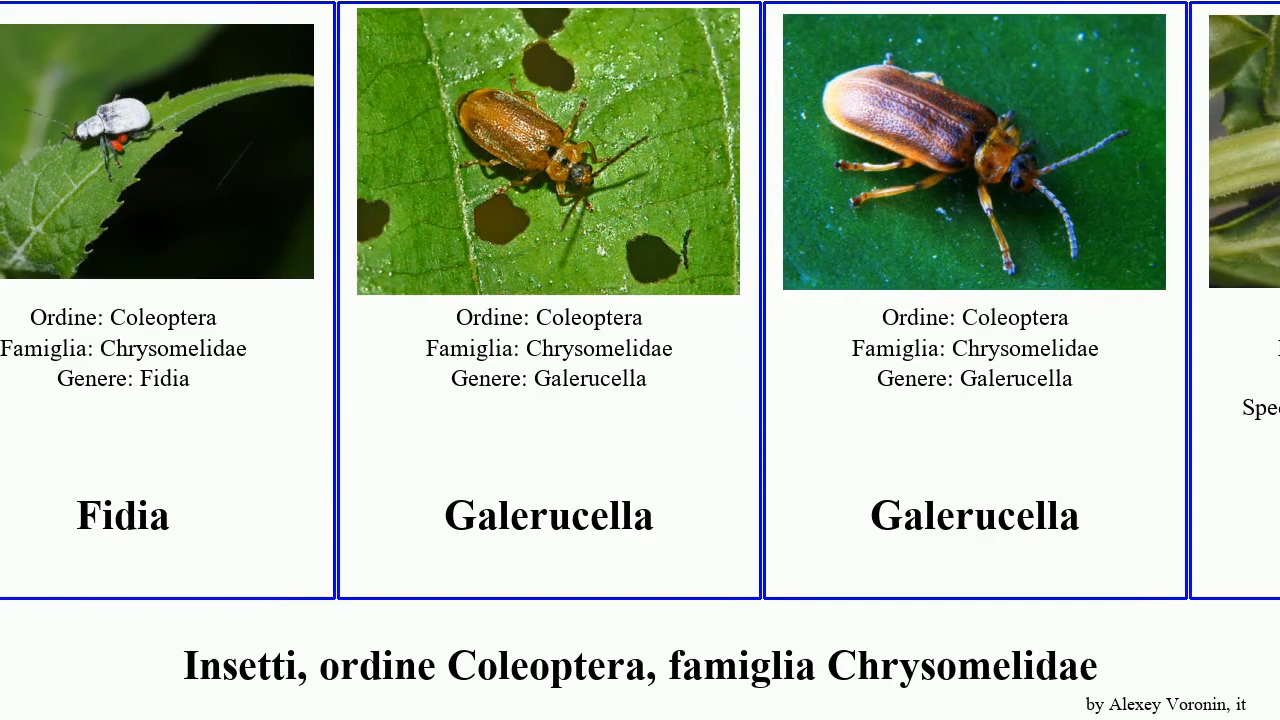 Ordine: Coleoptera
Famiglia: Chrysomelidae
Genere: Fidia
Fidia
Ordine: Coleoptera
Famiglia: Chrysomelidae
Genere: Galerucella
Galerucella
Ordine: Coleoptera
Famiglia: Chrysomelidae
Genere: Galerucella
Galerucella
Insetti, ordine Coleoptera, famiglia Chrysomelidae
by Alexey Voronin, it